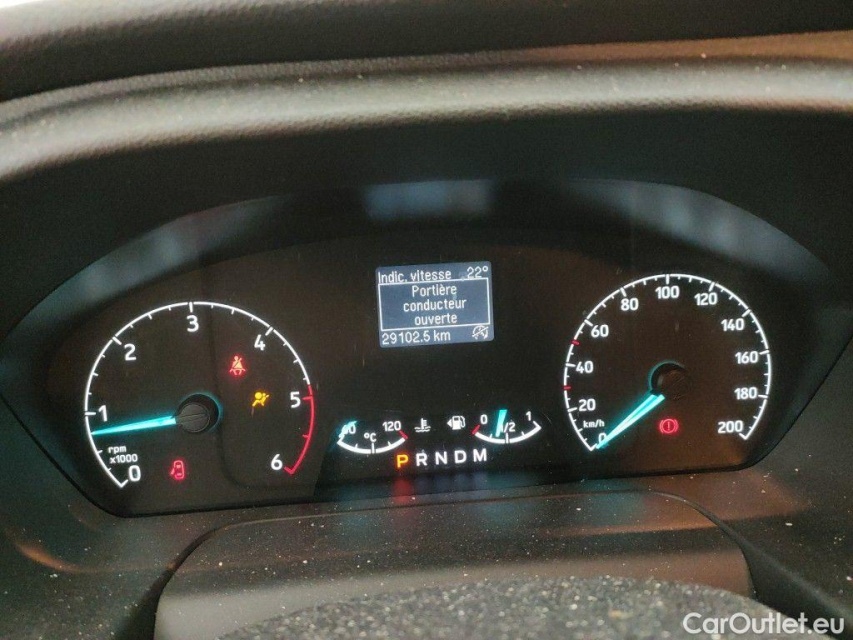 Indic. vitesse 22°
Portière
conducteur
ouverte
29102.5 km
0
1
2
3
4
5
6
rpm
x1000
120
°C
0 1/2 1
P R N D M
0
20
40
60
80
100
120
140
160
180
200
km/h
CarOutlet.eu